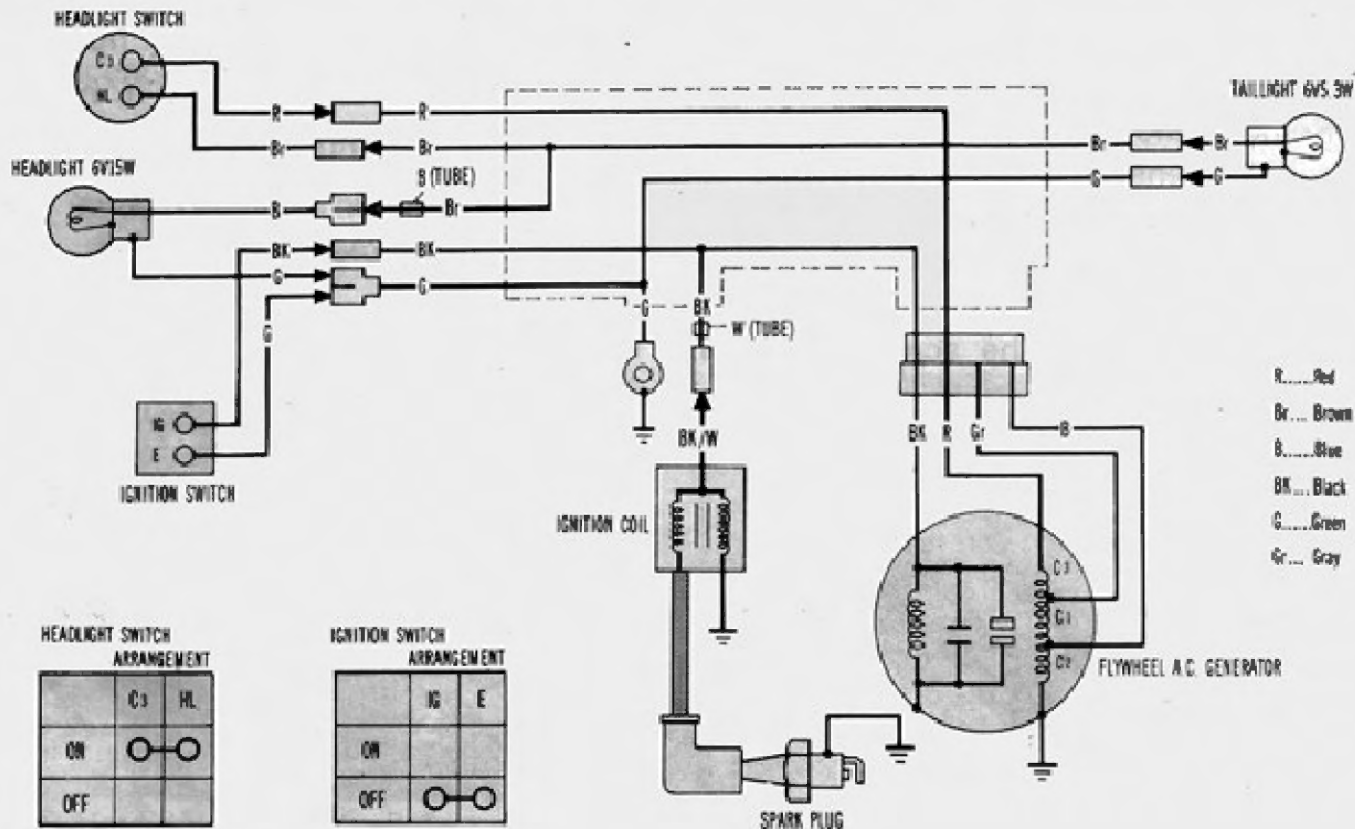 HEADLIGHT SWITCH
C3
HL
TAILLIGHT 6V5.3W
R
R
Br
Br
Br
Br
HEADLIGHT 6V15W
B (TUBE)
G
G
B
Br
BK
BK
G
G
G
G
BK
W (TUBE)
IG
E
IGNITION SWITCH
BK/W
BK
R
Gr
B
R......Red
Br.... Brown
B......Blue
BK.... Black
G......Green
Gr.... Gray
IGNITION COIL
C3
C2
FLYWHEEL A.C. GENERATOR
HEADLIGHT SWITCH
ARRANGEMENT
C3 HL
ON
OFF
IGNITION SWITCH
ARRANGEMENT
IG E
ON
OFF
SPARK PLUG